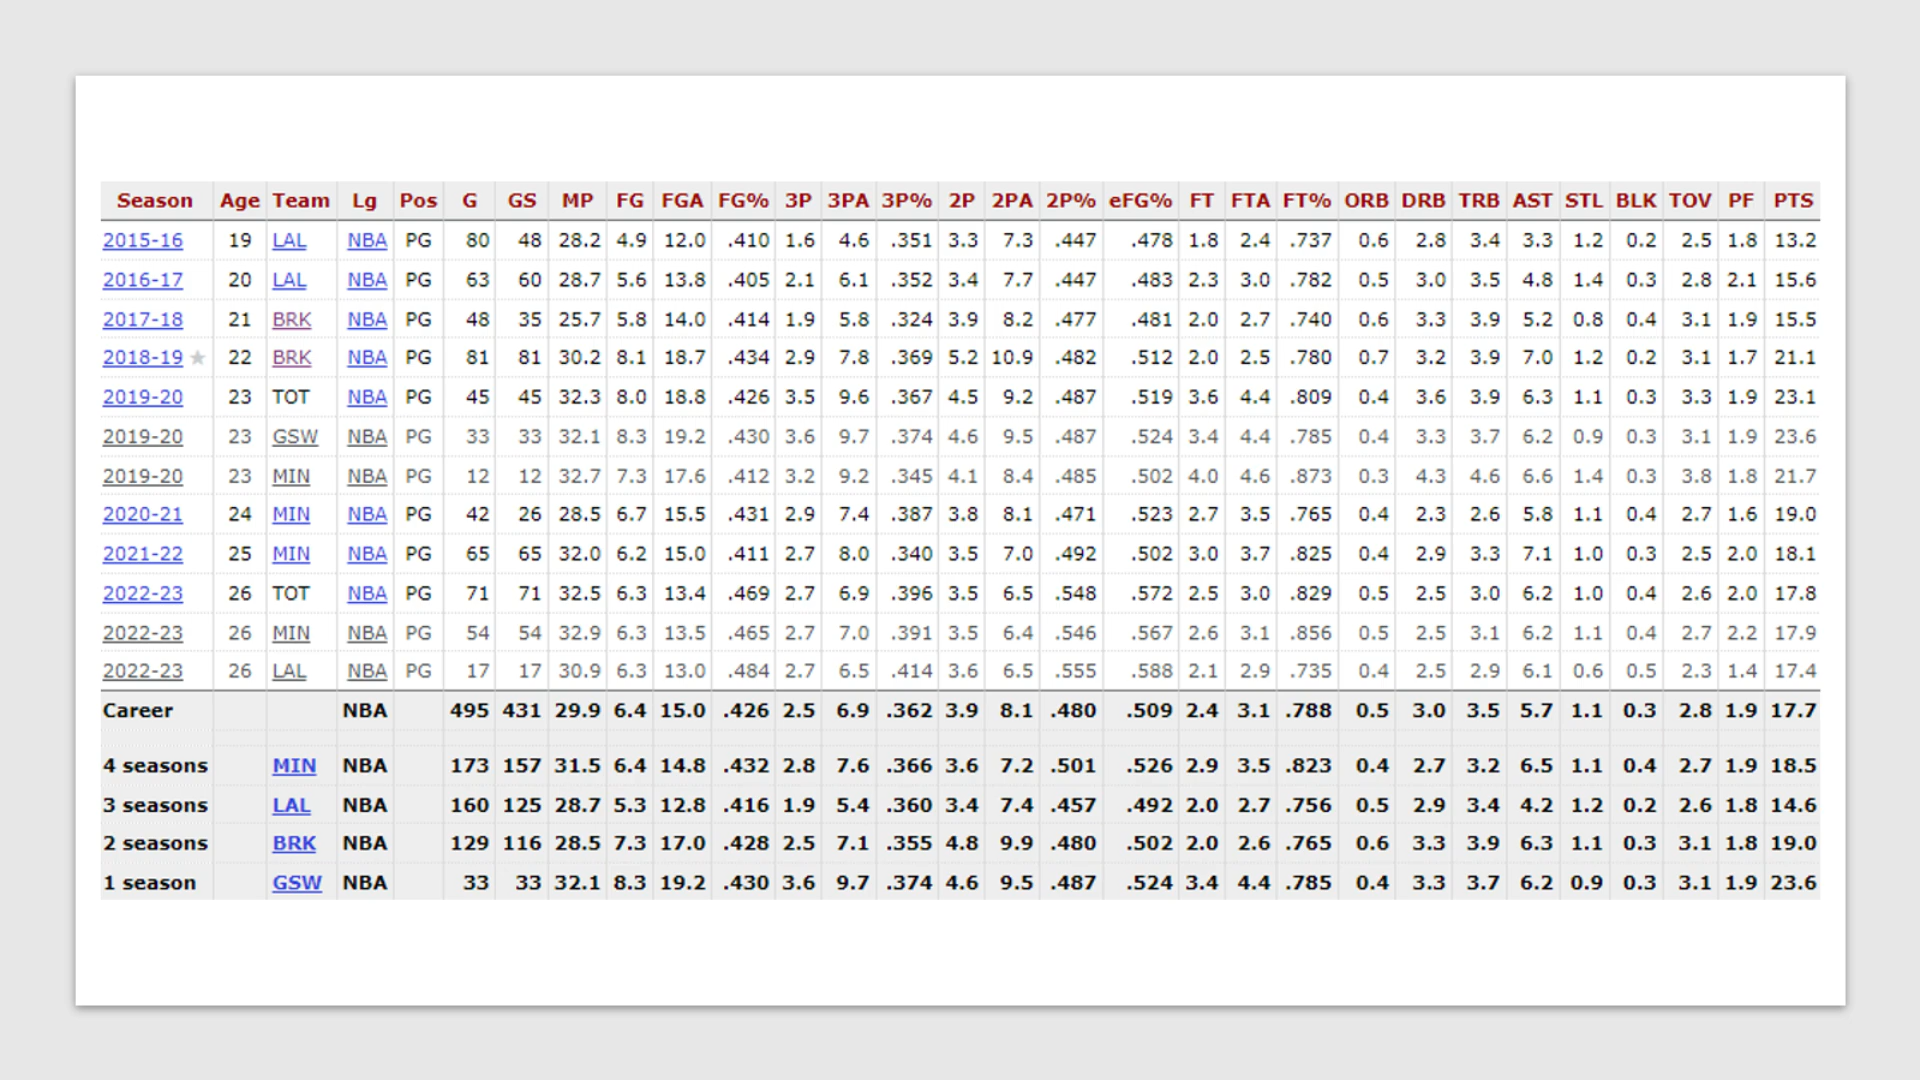 Season Age Team Lg Pos G GS MP FG FGA FG% 3P 3PA 3P% 2P 2PA 2P% eFG% FT FTA FT% ORB DRB TRB AST STL BLK TOV PF PTS
2015-16 19 LAL NBA PG 80 48 28.2 4.9 12.0 .410 1.6 4.6 .351 3.3 7.3 .447 .478 1.8 2.4 .737 0.6 2.8 3.4 3.3 1.2 0.2 2.5 1.8 13.2
2016-17 20 LAL NBA PG 63 60 28.7 5.6 13.8 .405 2.1 6.1 .352 3.4 7.7 .447 .483 2.3 3.0 .782 0.5 3.0 3.5 4.8 1.4 0.3 2.8 2.1 15.6
2017-18 21 BRK NBA PG 48 35 25.7 5.8 14.0 .414 1.9 5.8 .324 3.9 8.2 .477 .481 2.0 2.7 .740 0.6 3.3 3.9 5.2 0.8 0.4 3.1 1.9 15.5
2018-19 ★ 22 BRK NBA PG 81 81 30.2 8.1 18.7 .434 2.9 7.8 .369 5.2 10.9 .482 .512 2.0 2.5 .780 0.7 3.2 3.9 7.0 1.2 0.2 3.1 1.7 21.1
2019-20 23 TOT NBA PG 45 45 32.3 8.0 18.8 .426 3.5 9.6 .367 4.5 9.2 .487 .519 3.6 4.4 .809 0.4 3.6 3.9 6.3 1.1 0.3 3.3 1.9 23.1
2019-20 23 GSW NBA PG 33 33 32.1 8.3 19.2 .430 3.6 9.7 .374 4.6 9.5 .487 .524 3.4 4.4 .785 0.4 3.3 3.7 6.2 0.9 0.3 3.1 1.9 23.6
2019-20 23 MIN NBA PG 12 12 32.7 7.3 17.6 .412 3.2 9.2 .345 4.1 8.4 .485 .502 4.0 4.6 .873 0.3 4.3 4.6 6.6 1.4 0.3 3.8 1.8 21.7
2020-21 24 MIN NBA PG 42 26 28.5 6.7 15.5 .431 2.9 7.4 .387 3.8 8.1 .471 .523 2.7 3.5 .765 0.4 2.3 2.6 5.8 1.1 0.4 2.7 1.6 19.0
2021-22 25 MIN NBA PG 65 65 32.0 6.2 15.0 .411 2.7 8.0 .340 3.5 7.0 .492 .502 3.0 3.7 .825 0.4 2.9 3.3 7.1 1.0 0.3 2.5 2.0 18.1
2022-23 26 TOT NBA PG 71 71 32.5 6.3 13.4 .469 2.7 6.9 .396 3.5 6.5 .548 .572 2.5 3.0 .829 0.5 2.5 3.0 6.2 1.0 0.4 2.6 2.0 17.8
2022-23 26 MIN NBA PG 54 54 32.9 6.3 13.5 .465 2.7 7.0 .391 3.5 6.4 .546 .567 2.6 3.1 .856 0.5 2.5 3.1 6.2 1.1 0.4 2.7 2.2 17.9
2022-23 26 LAL NBA PG 17 17 30.9 6.3 13.0 .484 2.7 6.5 .414 3.6 6.5 .555 .588 2.1 2.9 .735 0.4 2.5 2.9 6.1 0.6 0.5 2.3 1.4 17.4
Career NBA 495 431 29.9 6.4 15.0 .426 2.5 6.9 .362 3.9 8.1 .480 .509 2.4 3.1 .788 0.5 3.0 3.5 5.7 1.1 0.3 2.8 1.9 17.7
4 seasons MIN NBA 173 157 31.5 6.4 14.8 .432 2.8 7.6 .366 3.6 7.2 .501 .526 2.9 3.5 .823 0.4 2.7 3.2 6.5 1.1 0.4 2.7 1.9 18.5
3 seasons LAL NBA 160 125 28.7 5.3 12.8 .416 1.9 5.4 .360 3.4 7.4 .457 .492 2.0 2.7 .756 0.5 2.9 3.4 4.2 1.2 0.2 2.6 1.8 14.6
2 seasons BRK NBA 129 116 28.5 7.3 17.0 .428 2.5 7.1 .355 4.8 9.9 .480 .502 2.0 2.6 .765 0.6 3.3 3.9 6.3 1.1 0.3 3.1 1.8 19.0
1 season GSW NBA 33 33 32.1 8.3 19.2 .430 3.6 9.7 .374 4.6 9.5 .487 .524 3.4 4.4 .785 0.4 3.3 3.7 6.2 0.9 0.3 3.1 1.9 23.6